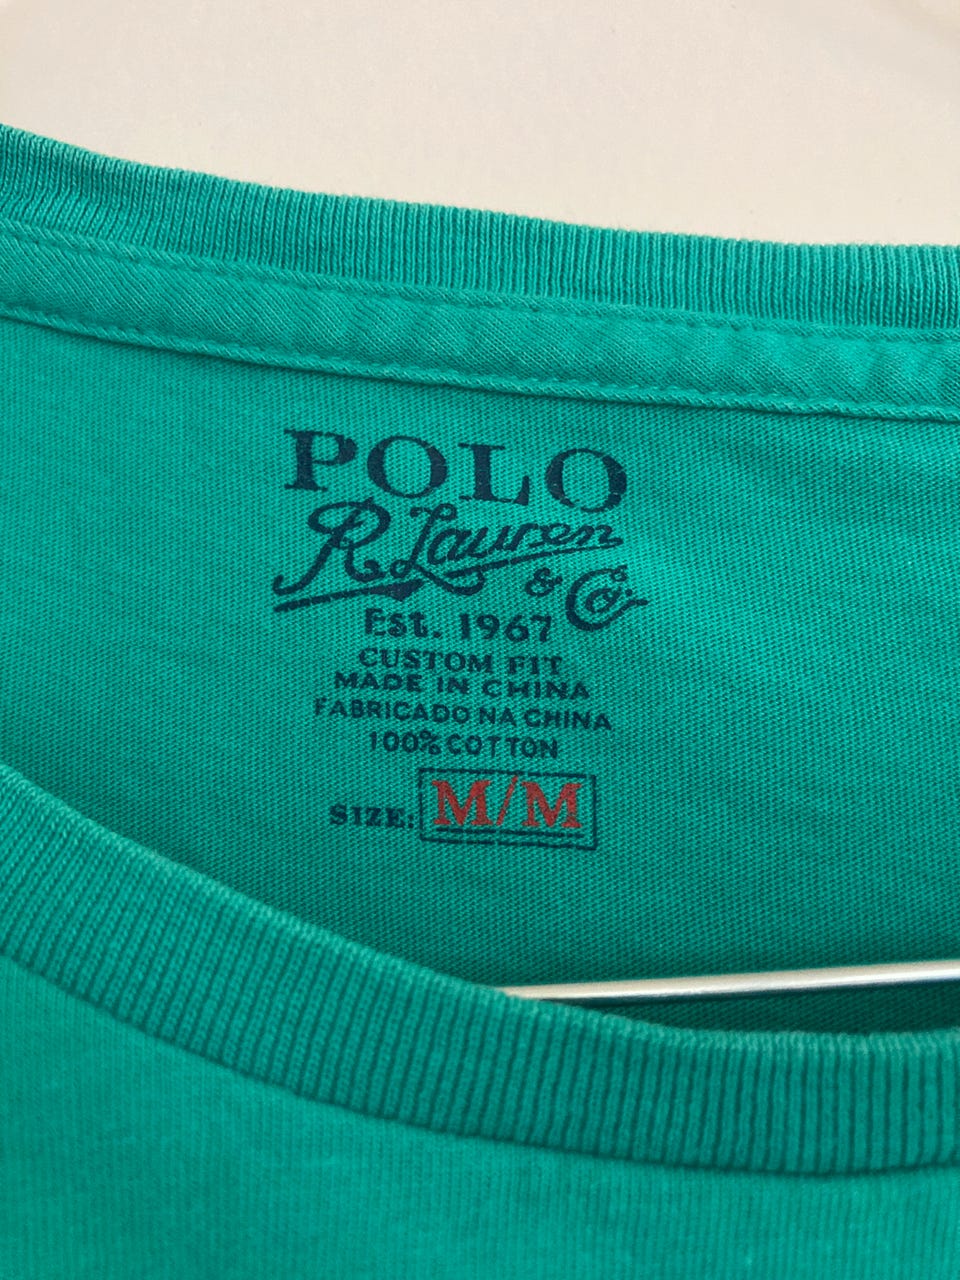 POLO
R. Lauren
& Co.
Est. 1967
CUSTOM FIT
MADE IN CHINA
FABRICADO NA CHINA
100% COTTON
SIZE: M/M